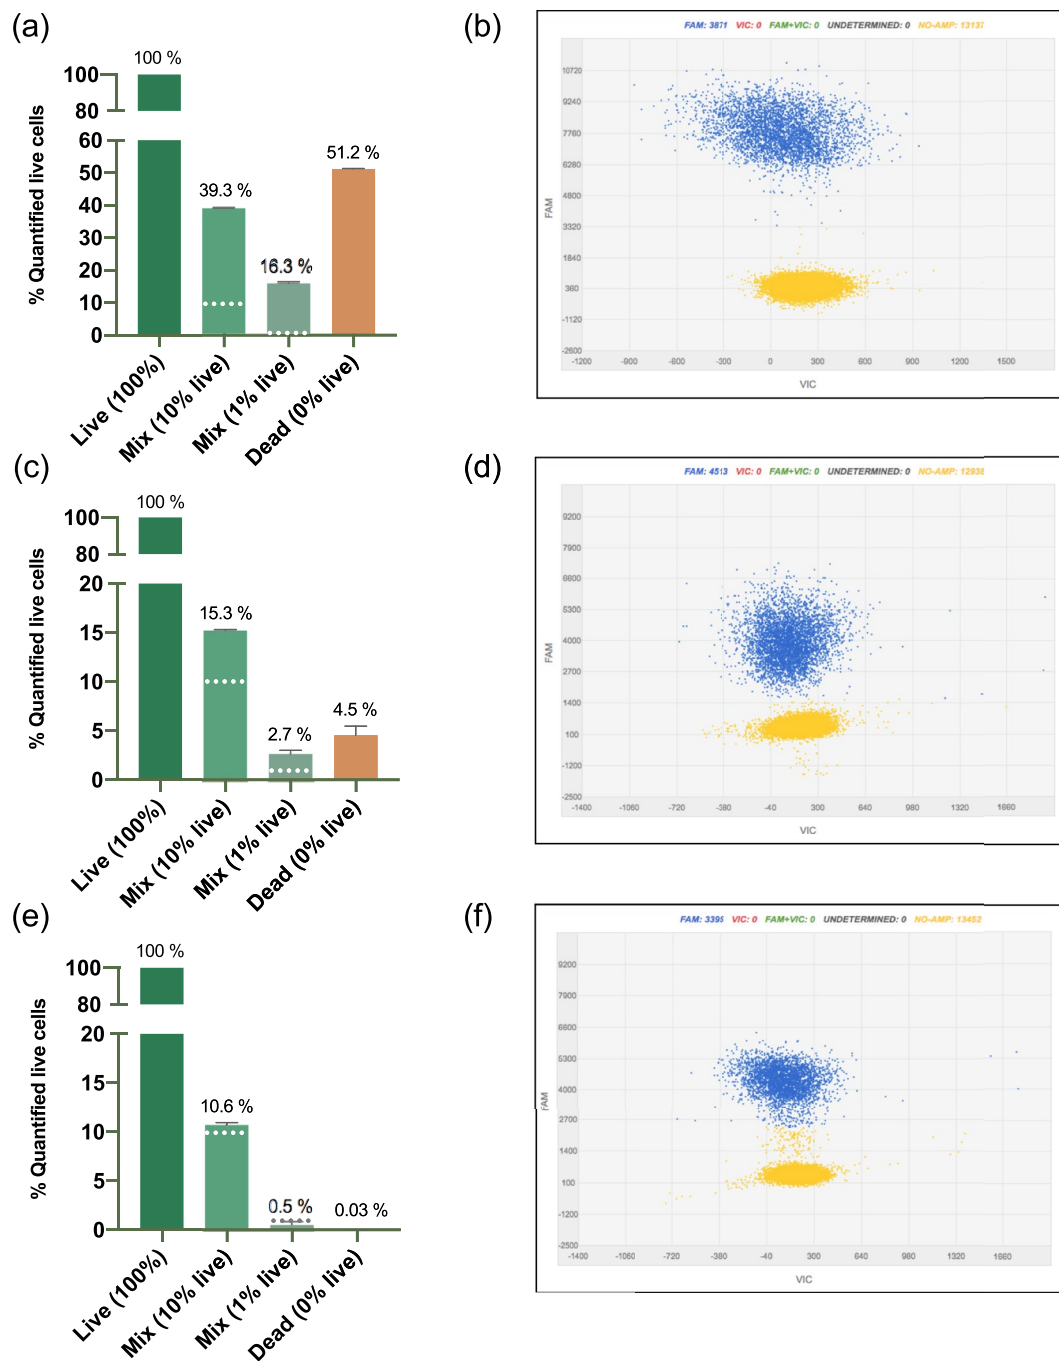 (a)
100 %
100
80
60
50
40
30
20
10
0
39.3 %
16.3 %
51.2 %
% Quantified live cells
Live (100%)
Mix (10% live)
Mix (1% live)
Dead (0% live)
(b)
FAM: 3871 VIC: 0 FAM+VIC: 0 UNDETERMINED: 0 NO-AMP: 13137
10720
9240
7760
6280
4800
3320
1840
360
-1120
-2600
FAM
-1200 -900 -600 -300 0 300 600 900 1200 1500
VIC
(c)
100 %
100
80
20
15
10
5
0
15.3 %
2.7 %
4.5 %
% Quantified live cells
Live (100%)
Mix (10% live)
Mix (1% live)
Dead (0% live)
(d)
FAM: 4513 VIC: 0 FAM+VIC: 0 UNDETERMINED: 0 NO-AMP: 12938
9200
7900
6600
5300
4000
2700
1400
100
-1200
-2500
FAM
-1400 -1060 -720 -380 -40 300 640 980 1320 1660
VIC
(e)
100 %
100
80
20
15
10
5
0
10.6 %
0.5 %
0.03 %
% Quantified live cells
Live (100%)
Mix (10% live)
Mix (1% live)
Dead (0% live)
(f)
FAM: 3395 VIC: 0 FAM+VIC: 0 UNDETERMINED: 0 NO-AMP: 13452
9200
7900
6600
5300
4000
2700
1400
100
-1200
-2500
FAM
-1400 -1060 -720 -380 -40 300 640 980 1320 1660
VIC